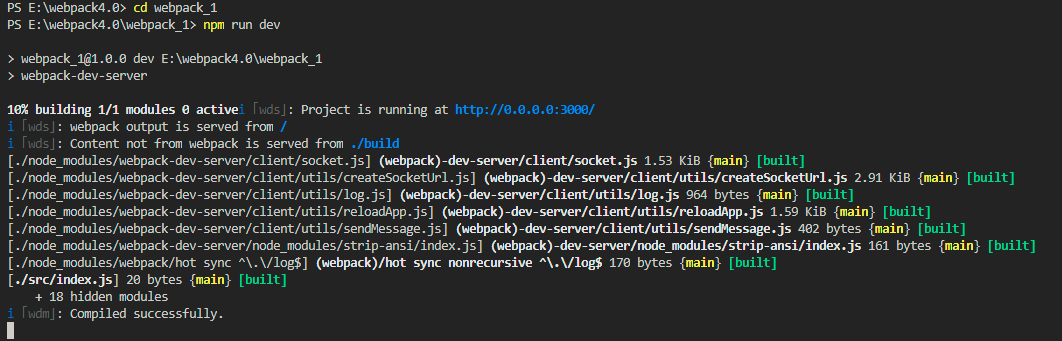 PS E:\webpack4.0> cd webpack_1
PS E:\webpack4.0\webpack_1> npm run dev
> webpack_1@1.0.0 dev E:\webpack4.0\webpack_1
> webpack-dev-server
10% building 1/1 modules 0 activei ｢wds｣: Project is running at http://0.0.0.0:3000/
i ｢wds｣: webpack output is served from /
i ｢wds｣: Content not from webpack is served from ./build
[./node_modules/webpack-dev-server/client/socket.js] (webpack)-dev-server/client/socket.js 1.53 KiB {main} [built]
[./node_modules/webpack-dev-server/client/utils/createSocketUrl.js] (webpack)-dev-server/client/utils/createSocketUrl.js 2.91 KiB {main} [built]
[./node_modules/webpack-dev-server/client/utils/log.js] (webpack)-dev-server/client/utils/log.js 964 bytes {main} [built]
[./node_modules/webpack-dev-server/client/utils/reloadApp.js] (webpack)-dev-server/client/utils/reloadApp.js 1.59 KiB {main} [built]
[./node_modules/webpack-dev-server/client/utils/sendMessage.js] (webpack)-dev-server/client/utils/sendMessage.js 402 bytes {main} [built]
[./node_modules/webpack-dev-server/node_modules/strip-ansi/index.js] (webpack)-dev-server/node_modules/strip-ansi/index.js 161 bytes {main} [built]
[./node_modules/webpack/hot sync ^\.\/log$] (webpack)/hot sync nonrecursive ^\.\/log$ 170 bytes {main} [built]
[./src/index.js] 20 bytes {main} [built]
+ 18 hidden modules
i ｢wdm｣: Compiled successfully.